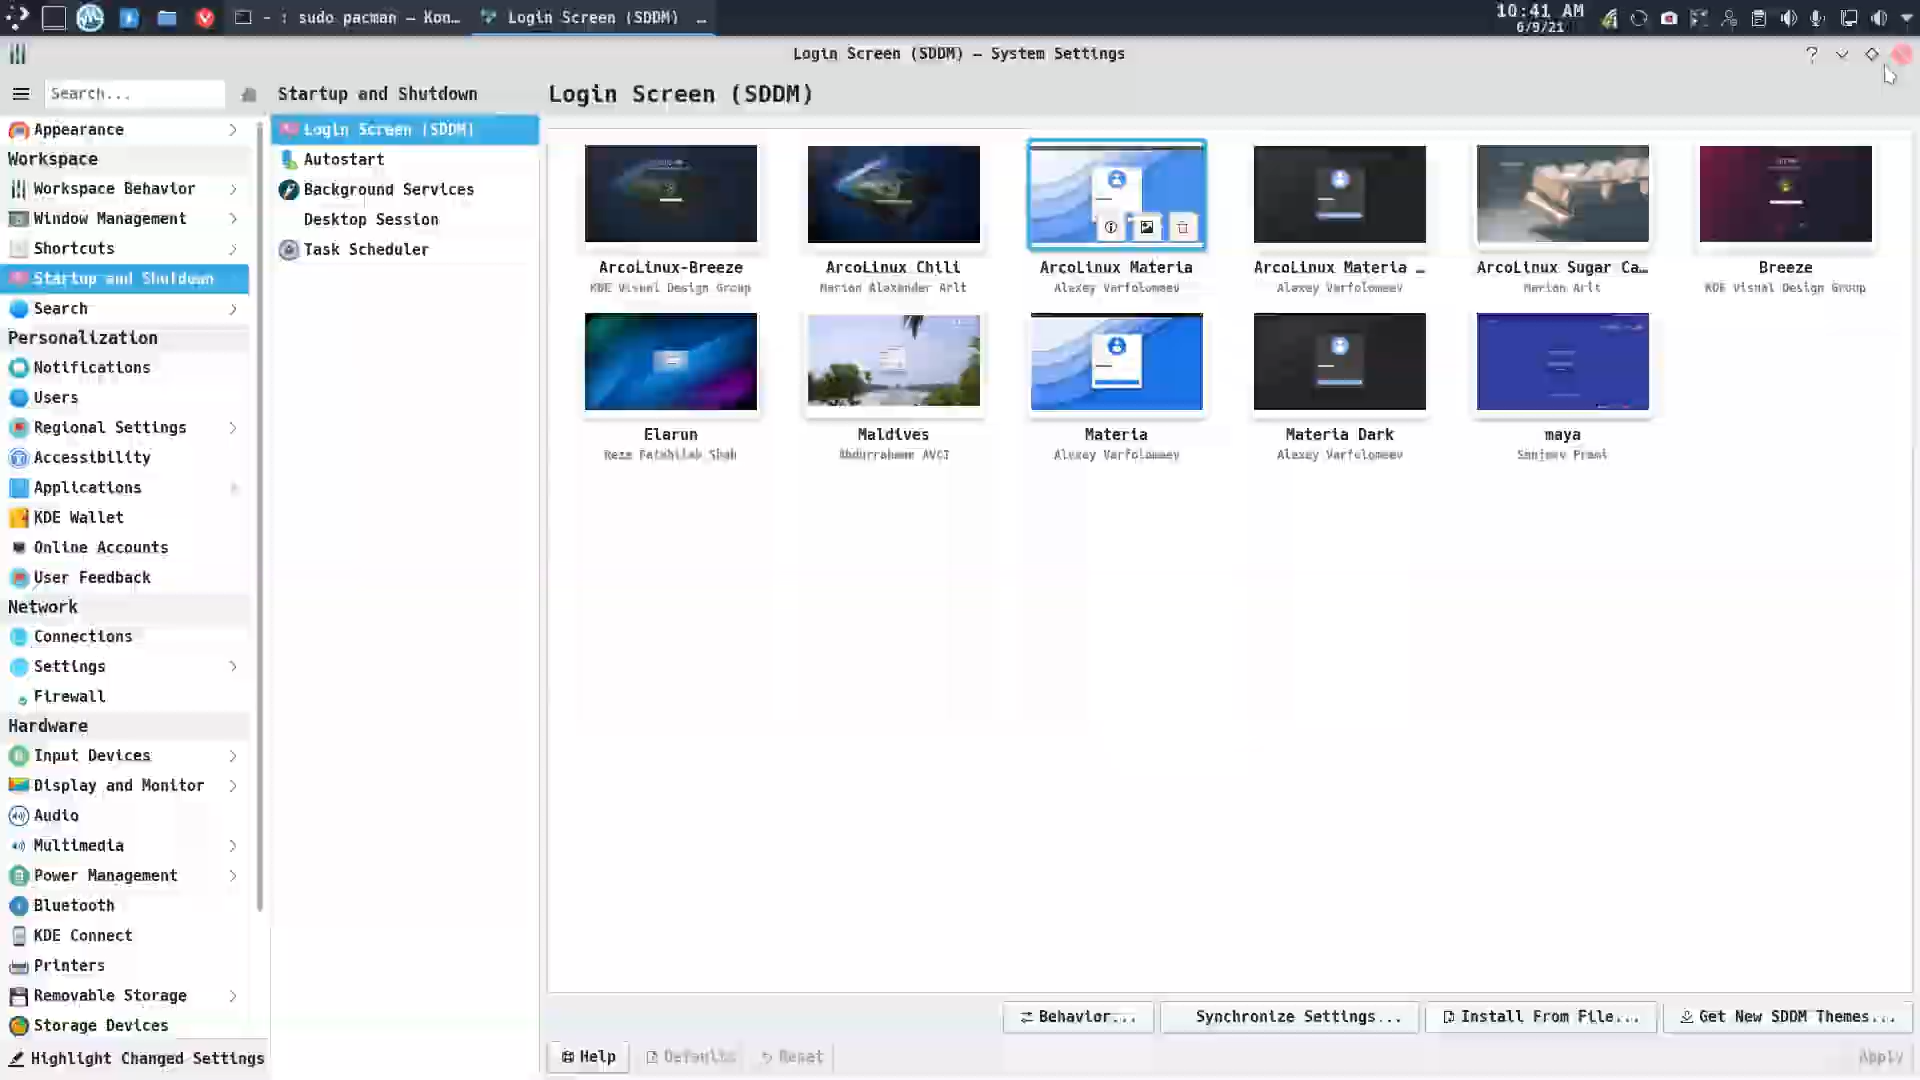 - : sudo pacman — Kon...
Login Screen (SDDM) ...
10:41 AM
6/9/21
Login Screen (SDDM) — System Settings
Search...
Startup and Shutdown
Login Screen (SDDM)
Appearance
Workspace
Workspace Behavior
Window Management
Shortcuts
Startup and Shutdown
Search
Personalization
Notifications
Users
Regional Settings
Accessibility
Applications
KDE Wallet
Online Accounts
User Feedback
Network
Connections
Settings
Firewall
Hardware
Input Devices
Display and Monitor
Audio
Multimedia
Power Management
Bluetooth
KDE Connect
Printers
Removable Storage
Storage Devices
Highlight Changed Settings
Login Screen (SDDM)
Autostart
Background Services
Desktop Session
Task Scheduler
ArcoLinux-Breeze
KDE Visual Design Group
ArcoLinux Chili
Marian Alexander Arlt
ArcoLinux Materia
Alexey Varfolomeev
ArcoLinux Materia …
Alexey Varfolomeev
ArcoLinux Sugar Ca…
Marian Arlt
Breeze
KDE Visual Design Group
Elarun
Reza Fatahilah Shah
Maldives
Abdurrahman AVCI
Materia
Alexey Varfolomeev
Materia Dark
Alexey Varfolomeev
maya
Behavior...
Synchronize Settings...
Install From File...
Get New SDDM Themes...
Help
Defaults
Reset
Apply